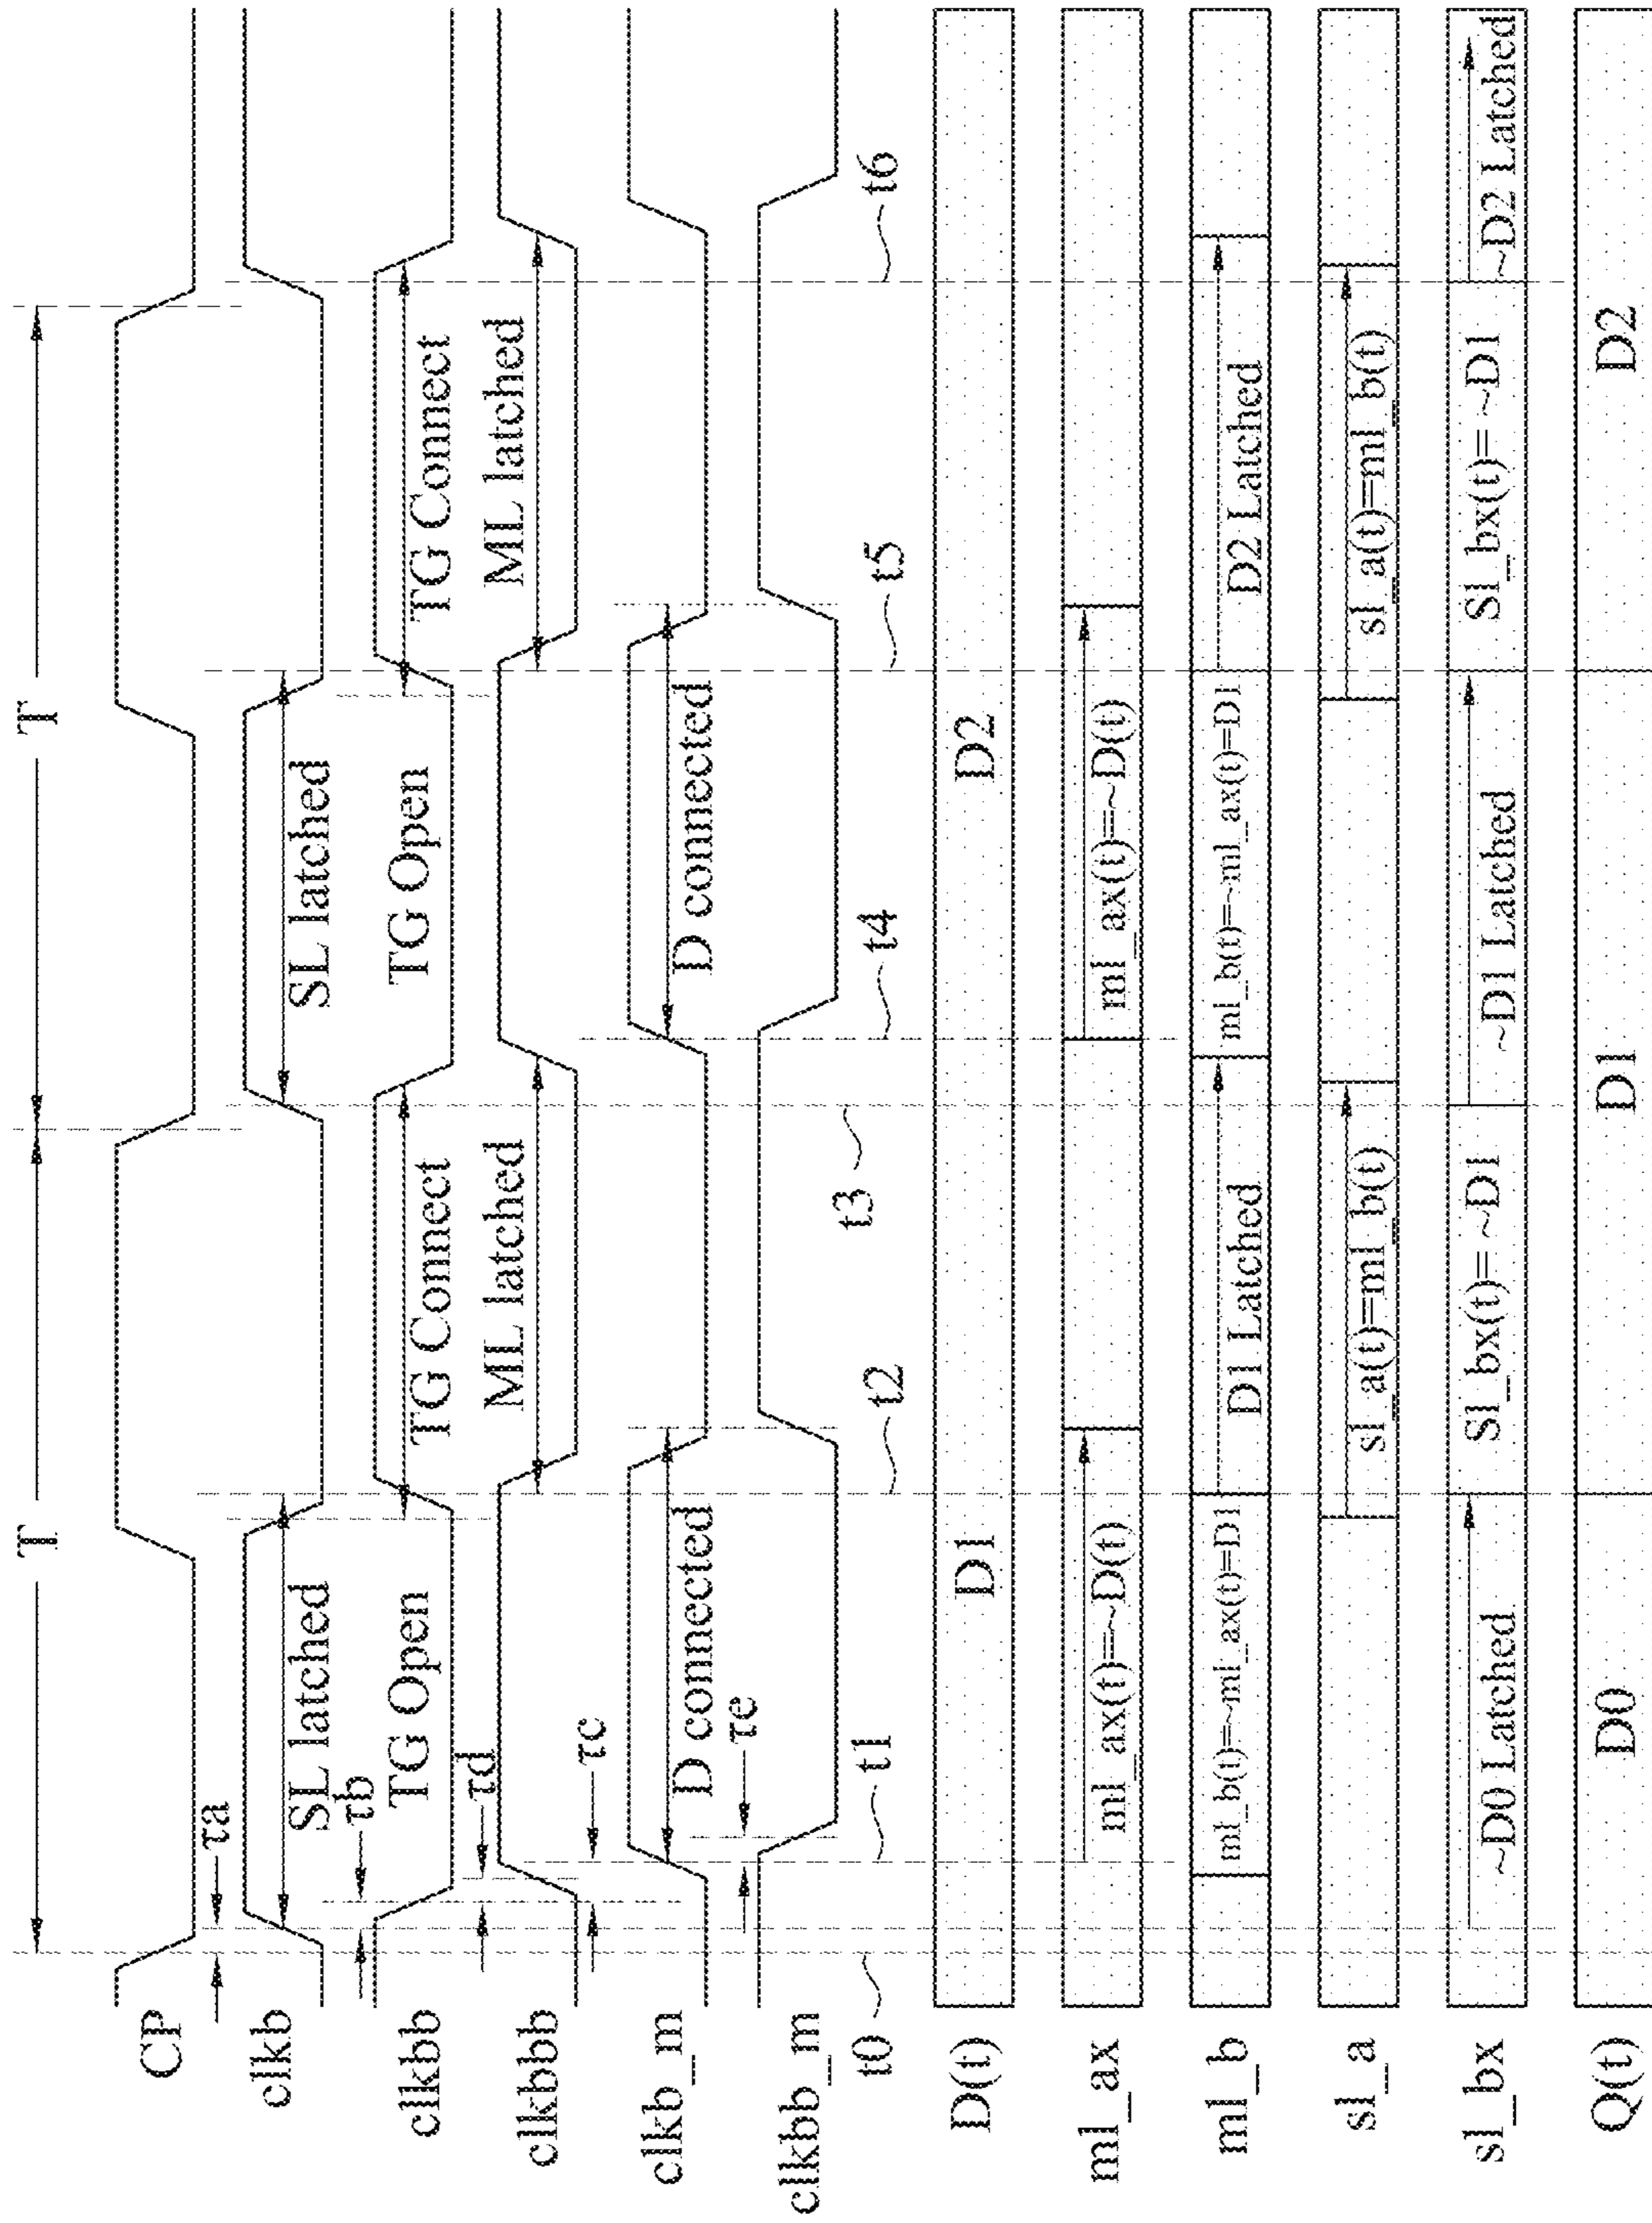 T T
CP
τa
clkb SL latched SL latched
τb
clkbb TG Open TG Connect TG Open TG Connect
τd
clkbbb ML latched ML latched
τc
clkb_m D connected D connected
τe
clkbb_m
t0 t1 t2 t3 t4 t5 t6
D(t) D1 D2
ml_ax ml_ax(t)=~D(t) ml_ax(t)=~D(t)
ml_b ml_b(t)=~ml_ax(t)=D1 D1 Latched ml_b(t)=~ml_ax(t)=D1 D2 Latched
sl_a sl_a(t)=ml_b(t) sl_a(t)=ml_b(t)
sl_bx ~D0 Latched Sl_bx(t)= ~D1 ~D1 Latched Sl_bx(t)= ~D1 ~D2 Latched
Q(t) D0 D1 D2